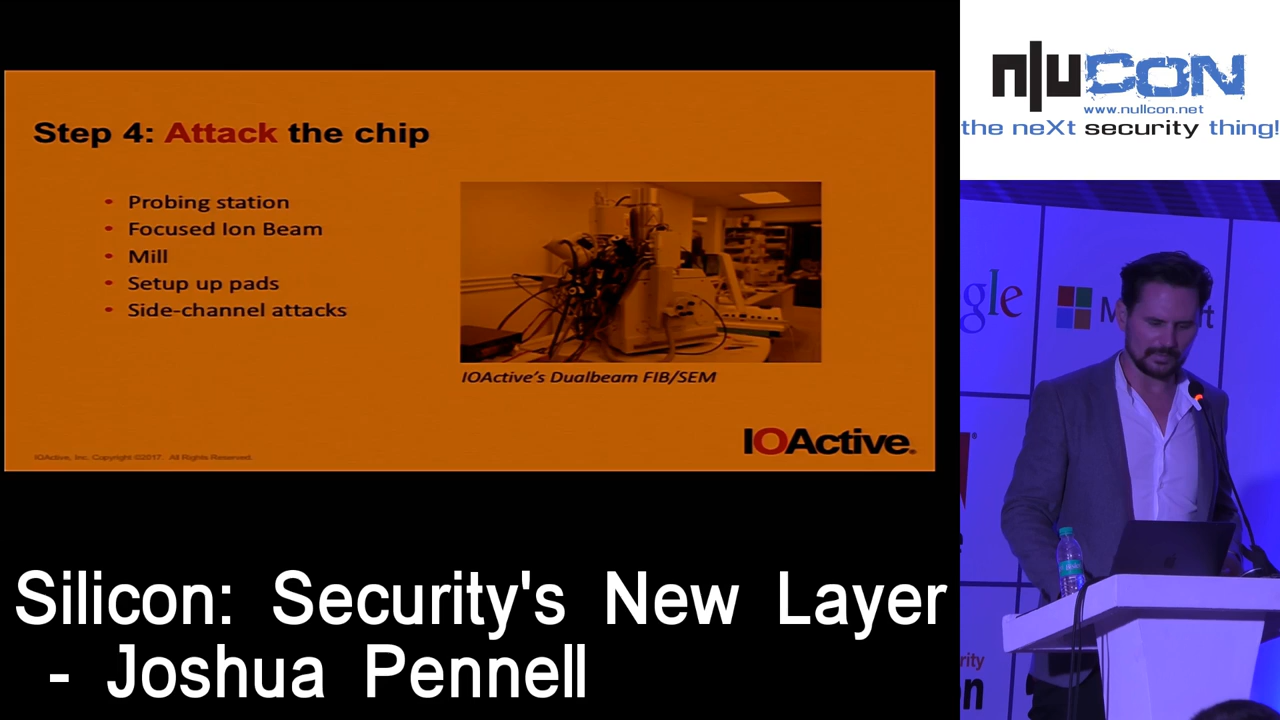 Step 4: Attack the chip
• Probing station
• Focused Ion Beam
• Mill
• Setup up pads
• Side-channel attacks
IOActive's Dualbeam FIB/SEM
IOActive, Inc. Copyright ©2017. All Rights Reserved.
IOActive.
Silicon: Security's New Layer
- Joshua Pennell
n|uCON
www.nullcon.net
the neXt security thing!
gle
M
t